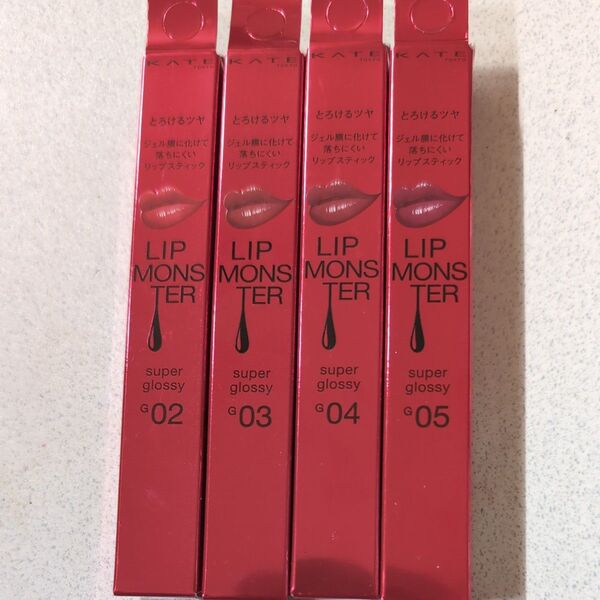 KATE
TOKYO
とろけるツヤ
ジェル膜に化けて
落ちにくい
リップスティック
LIP
MONS
TER
super
glossy
G02
KATE
TOKYO
とろけるツヤ
ジェル膜に化けて
落ちにくい
リップスティック
LIP
MONS
TER
super
glossy
G03
KATE
TOKYO
とろけるツヤ
ジェル膜に化けて
落ちにくい
リップスティック
LIP
MONS
TER
super
glossy
G04
KATE
TOKYO
とろけるツヤ
ジェル膜に化けて
落ちにくい
リップスティック
LIP
MONS
TER
super
glossy
G05